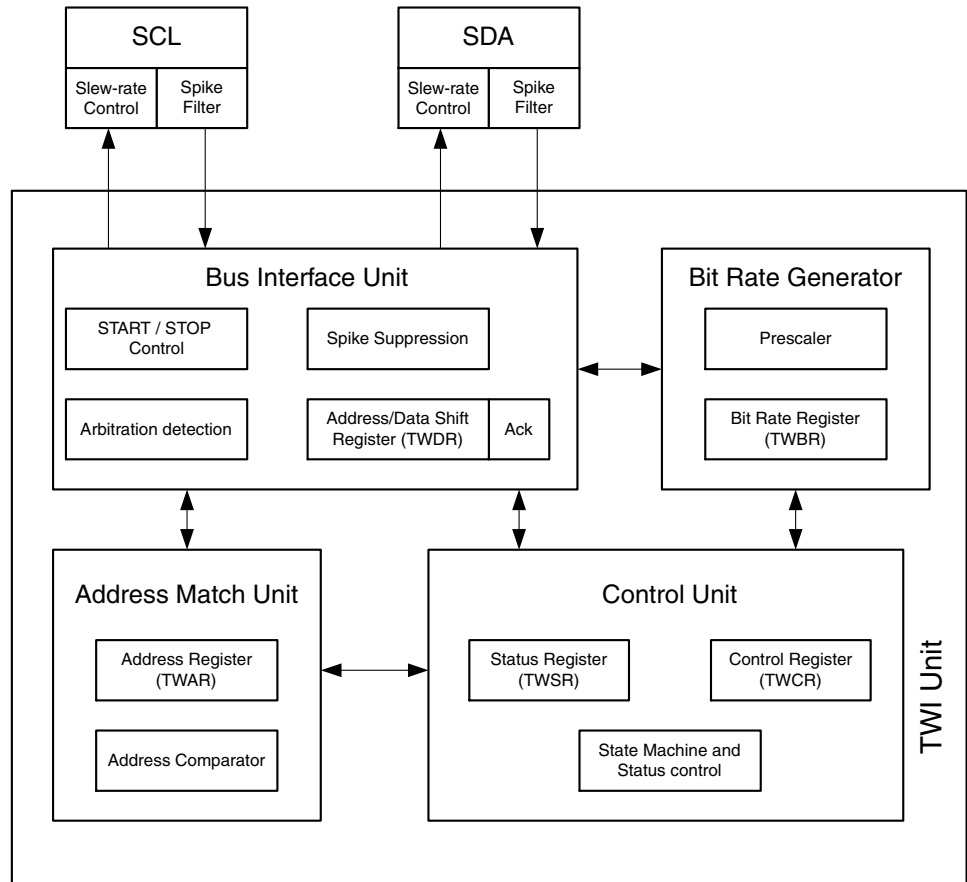 SCL
Slew-rate
Control
Spike
Filter
SDA
Slew-rate
Control
Spike
Filter
Bus Interface Unit
START / STOP
Control
Spike Suppression
Arbitration detection
Address/Data Shift
Register (TWDR)
Ack
Bit Rate Generator
Prescaler
Bit Rate Register
(TWBR)
Address Match Unit
Address Register
(TWAR)
Address Comparator
Control Unit
Status Register
(TWSR)
Control Register
(TWCR)
State Machine and
Status control
TWI Unit